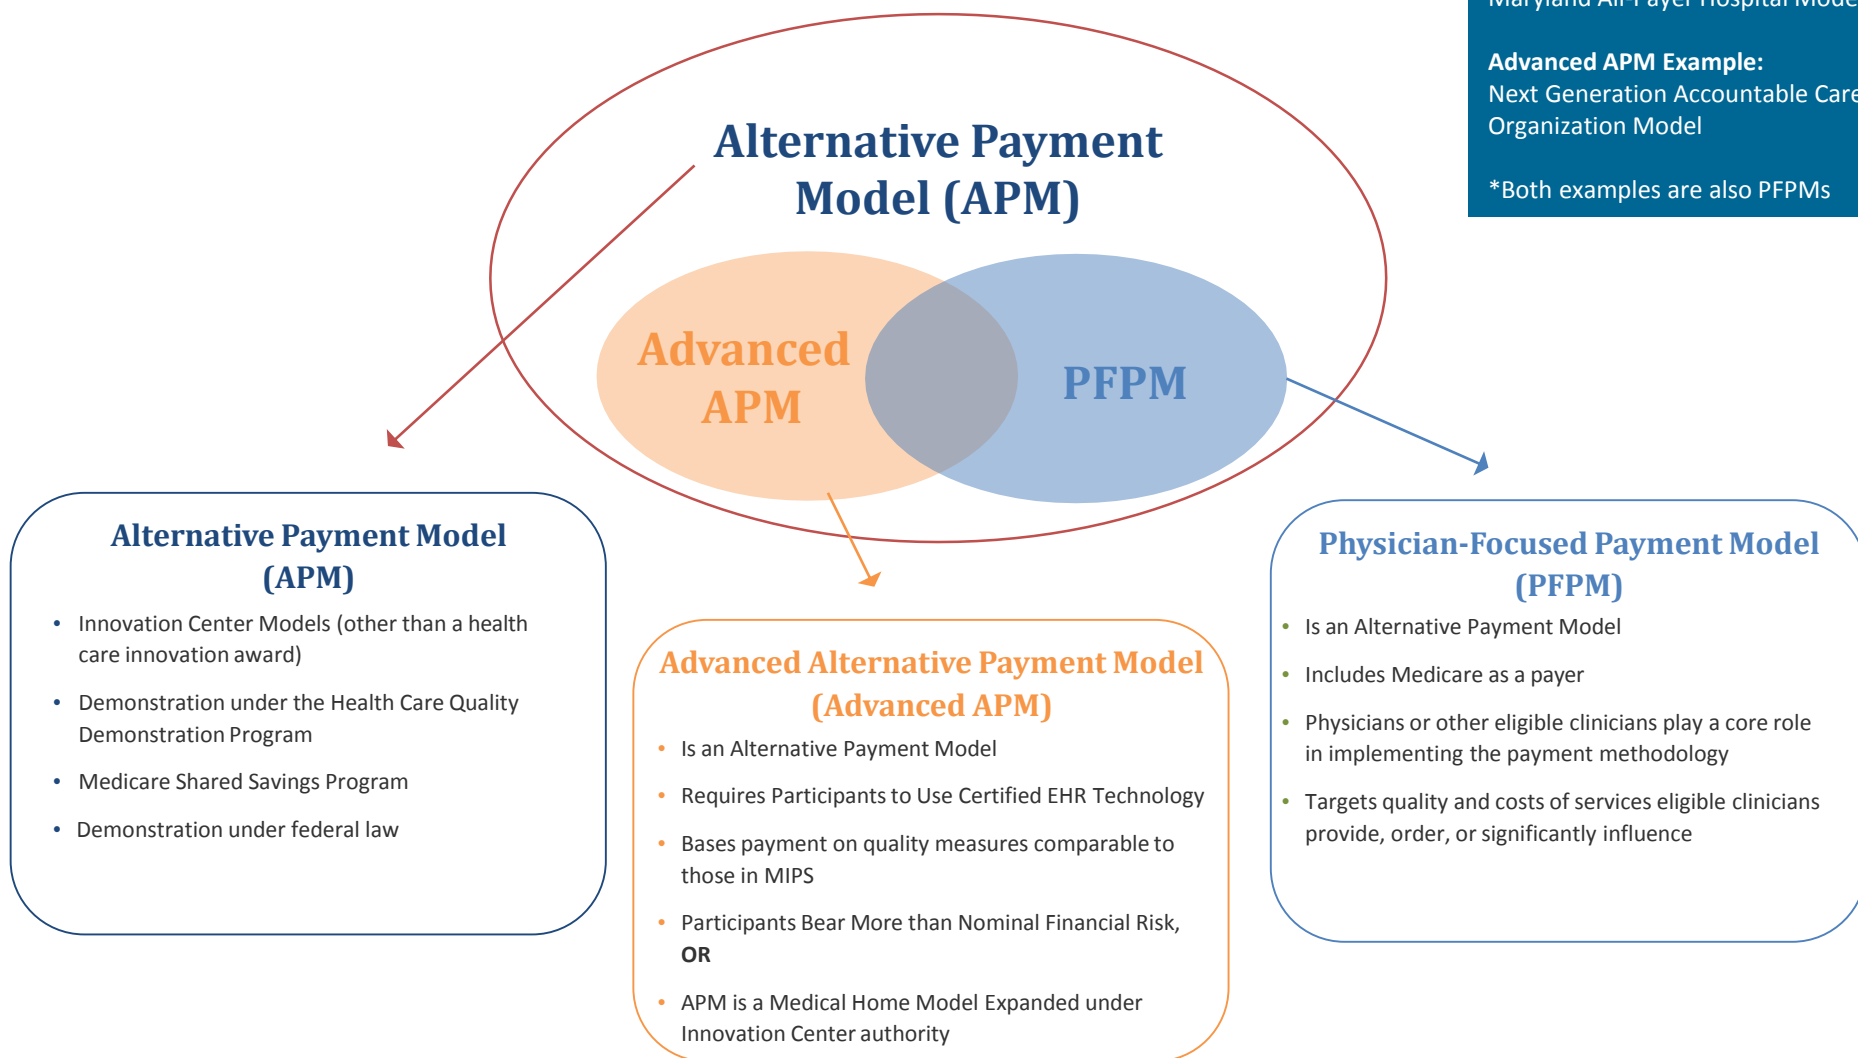 Maryland All-Payer Hospital Model
Advanced APM Example:
Next Generation Accountable Care
Organization Model
*Both examples are also PFPMs
Alternative Payment
Model (APM)
Advanced
APM
PFPM
Alternative Payment Model
(APM)
• Innovation Center Models (other than a health
care innovation award)
• Demonstration under the Health Care Quality
Demonstration Program
• Medicare Shared Savings Program
• Demonstration under federal law
Advanced Alternative Payment Model
(Advanced APM)
• Is an Alternative Payment Model
• Requires Participants to Use Certified EHR Technology
• Bases payment on quality measures comparable to
those in MIPS
• Participants Bear More than Nominal Financial Risk,
OR
• APM is a Medical Home Model Expanded under
Innovation Center authority
Physician-Focused Payment Model
(PFPM)
• Is an Alternative Payment Model
• Includes Medicare as a payer
• Physicians or other eligible clinicians play a core role
in implementing the payment methodology
• Targets quality and costs of services eligible clinicians
provide, order, or significantly influence